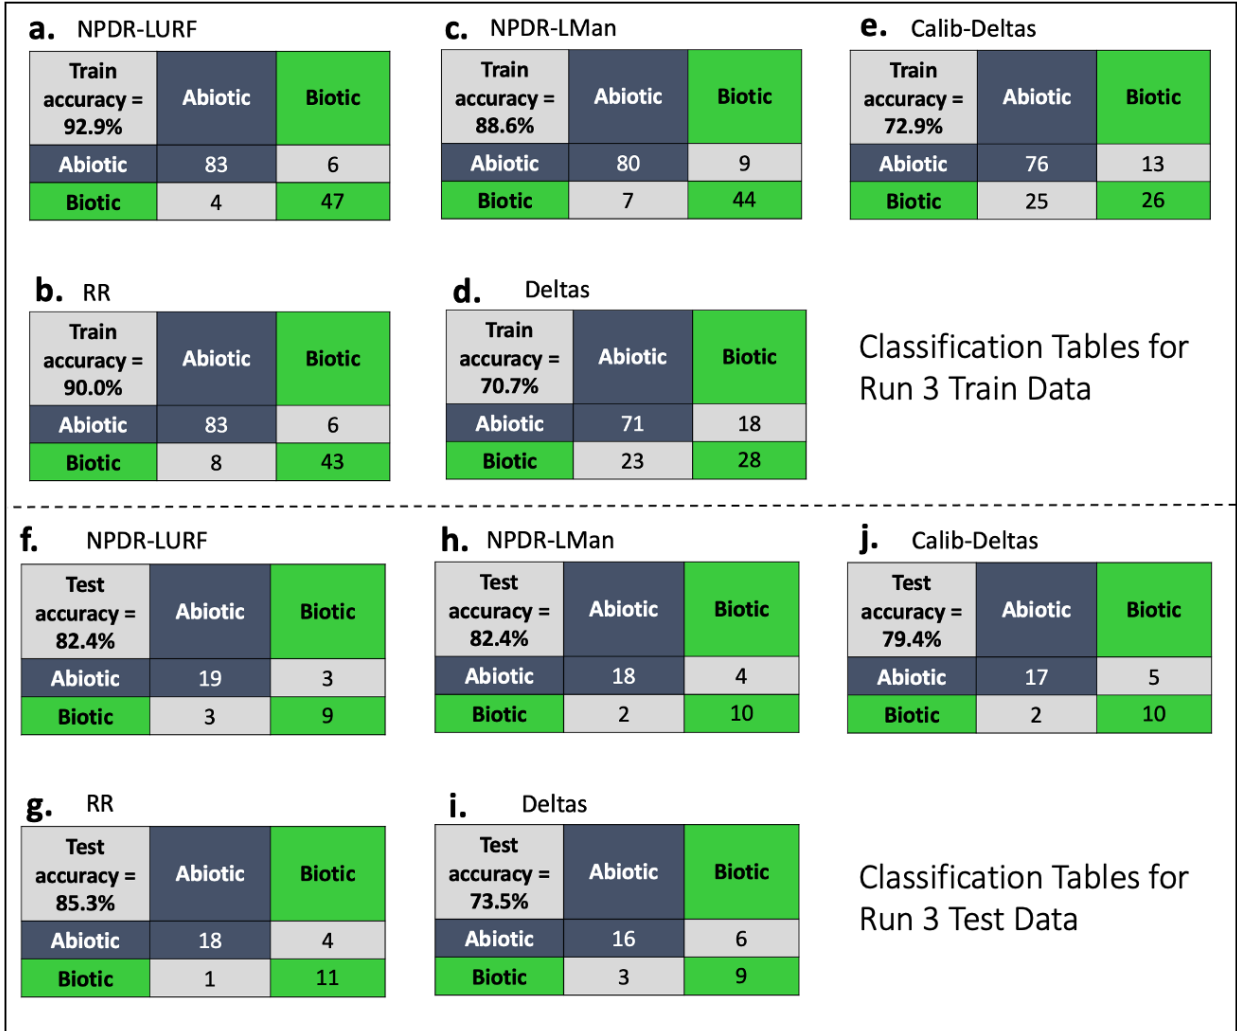 a. NPDR-LURF
Train
accuracy =
92.9%
Abiotic
Biotic
Abiotic 83 6
Biotic 4 47
c. NPDR-LMan
Train
accuracy =
88.6%
Abiotic
Biotic
Abiotic 80 9
Biotic 7 44
e. Calib-Deltas
Train
accuracy =
72.9%
Abiotic
Biotic
Abiotic 76 13
Biotic 25 26
b. RR
Train
accuracy =
90.0%
Abiotic
Biotic
Abiotic 83 6
Biotic 8 43
d. Deltas
Train
accuracy =
70.7%
Abiotic
Biotic
Abiotic 71 18
Biotic 23 28
Classification Tables for
Run 3 Train Data
f. NPDR-LURF
Test
accuracy =
82.4%
Abiotic
Biotic
Abiotic 19 3
Biotic 3 9
h. NPDR-LMan
Test
accuracy =
82.4%
Abiotic
Biotic
Abiotic 18 4
Biotic 2 10
j. Calib-Deltas
Test
accuracy =
79.4%
Abiotic
Biotic
Abiotic 17 5
Biotic 2 10
g. RR
Test
accuracy =
85.3%
Abiotic
Biotic
Abiotic 18 4
Biotic 1 11
i. Deltas
Test
accuracy =
73.5%
Abiotic
Biotic
Abiotic 16 6
Biotic 3 9
Classification Tables for
Run 3 Test Data